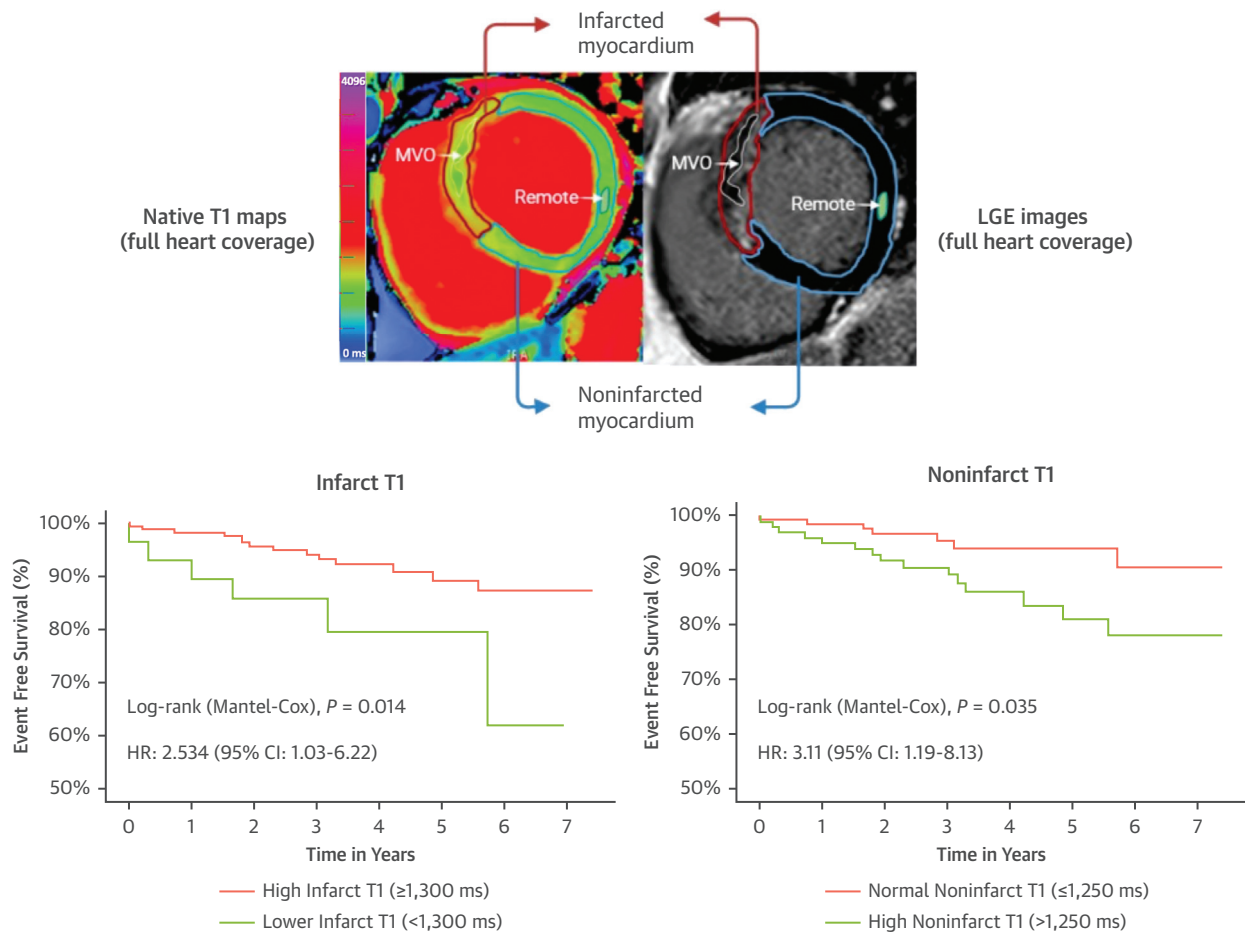 Infarcted
myocardium
4096
MVO
Remote
0 ms
MVO
Remote
Native T1 maps
(full heart coverage)
LGE images
(full heart coverage)
Noninfarcted
myocardium
Infarct T1
Event Free Survival (%)
100%
90%
80%
70%
60%
50%
Log-rank (Mantel-Cox), P = 0.014
HR: 2.534 (95% CI: 1.03-6.22)
0 1 2 3 4 5 6 7
Time in Years
High Infarct T1 (≥1,300 ms)
Lower Infarct T1 (<1,300 ms)
Noninfarct T1
Event Free Survival (%)
100%
90%
80%
70%
60%
50%
Log-rank (Mantel-Cox), P = 0.035
HR: 3.11 (95% CI: 1.19-8.13)
0 1 2 3 4 5 6 7
Time in Years
Normal Noninfarct T1 (≤1,250 ms)
High Noninfarct T1 (>1,250 ms)